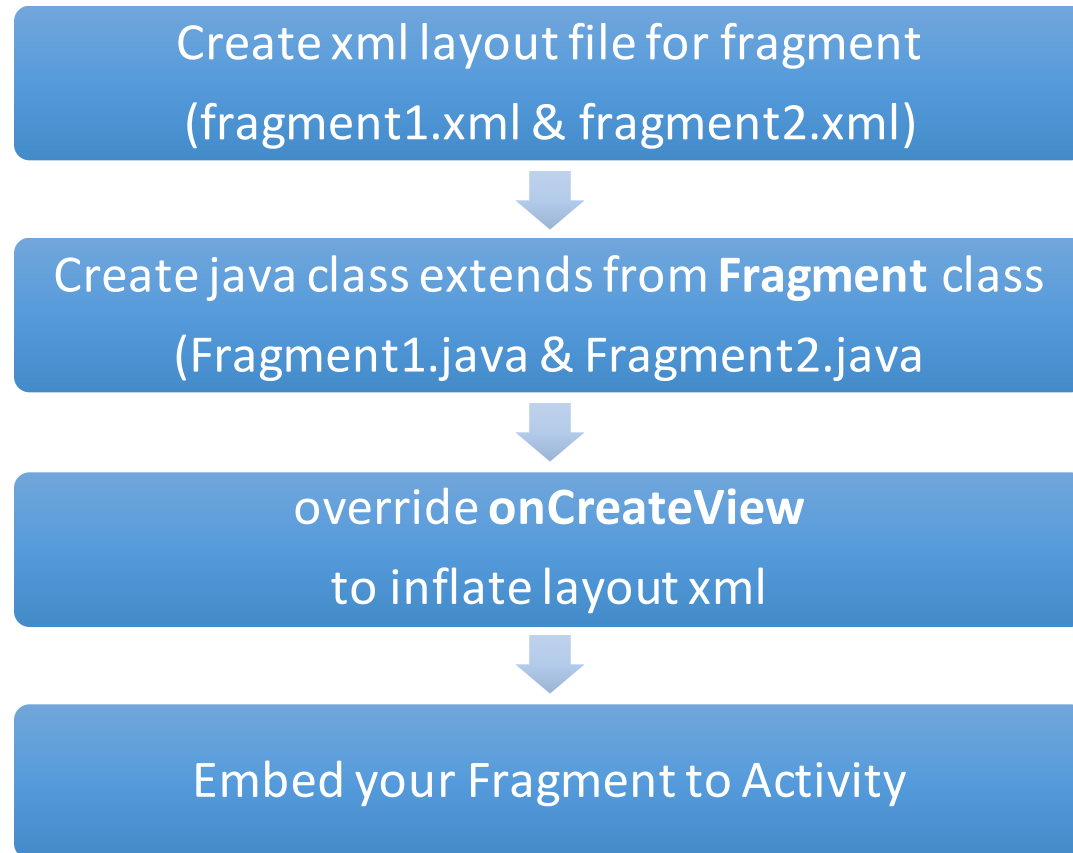 Create xml layout file for fragment
(fragment1.xml & fragment2.xml)
Create java class extends from Fragment class
(Fragment1.java & Fragment2.java
override onCreateView
to inflate layout xml
Embed your Fragment to Activity